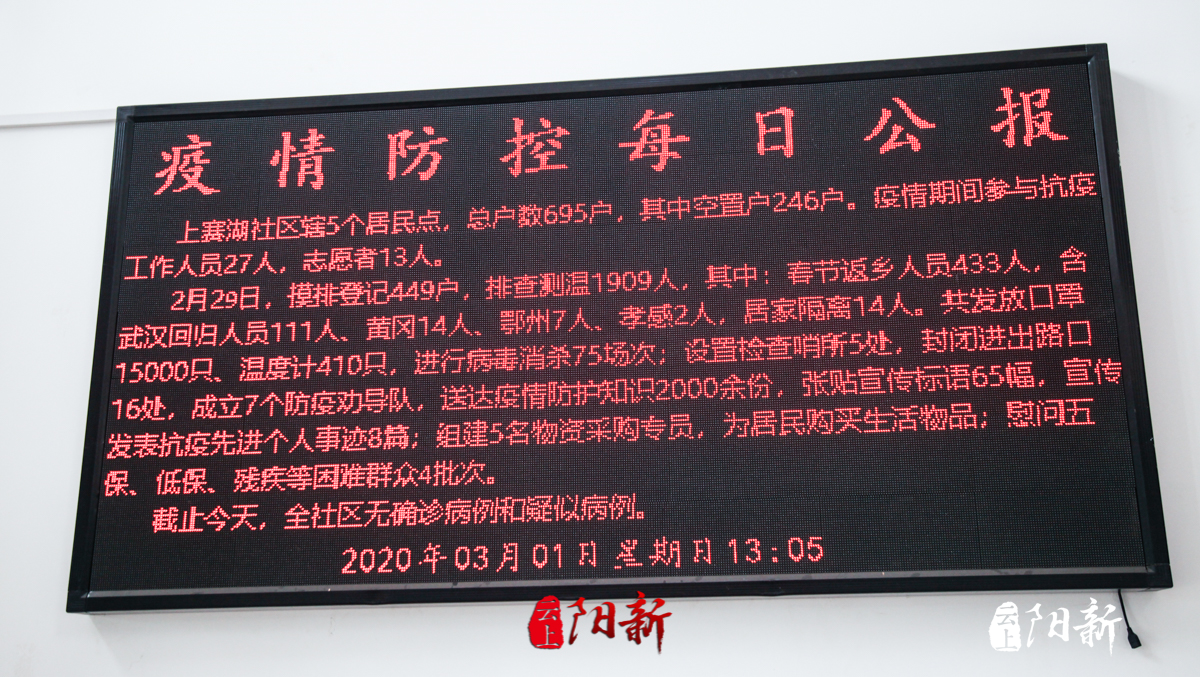 疫情防控每日公报
上赛湖社区辖5个居民点，总户数695户，其中空置户246户。疫情期间参与抗疫
工作人员27人，志愿者13人。
2月29日，摸排登记449户，排查测温1909人，其中：春节返乡人员433人，含
武汉回归人员111人、黄冈14人、鄂州7人、孝感2人，居家隔离14人。共发放口罩
15000只、温度计410只，进行病毒消杀75场次；设置检查哨所5处，封闭进出路口
16处，成立7个防疫劝导队，送达疫情防护知识2000余份，张贴宣传标语65幅，宣传
发表抗疫先进个人事迹8篇；组建5名物资采购专员，为居民购买生活物品；慰问五
保、低保、残疾等困难群众4批次。
截止今天，全社区无确诊病例和疑似病例。
2020年03月01日星期日13:05
云上阳新
云上阳新